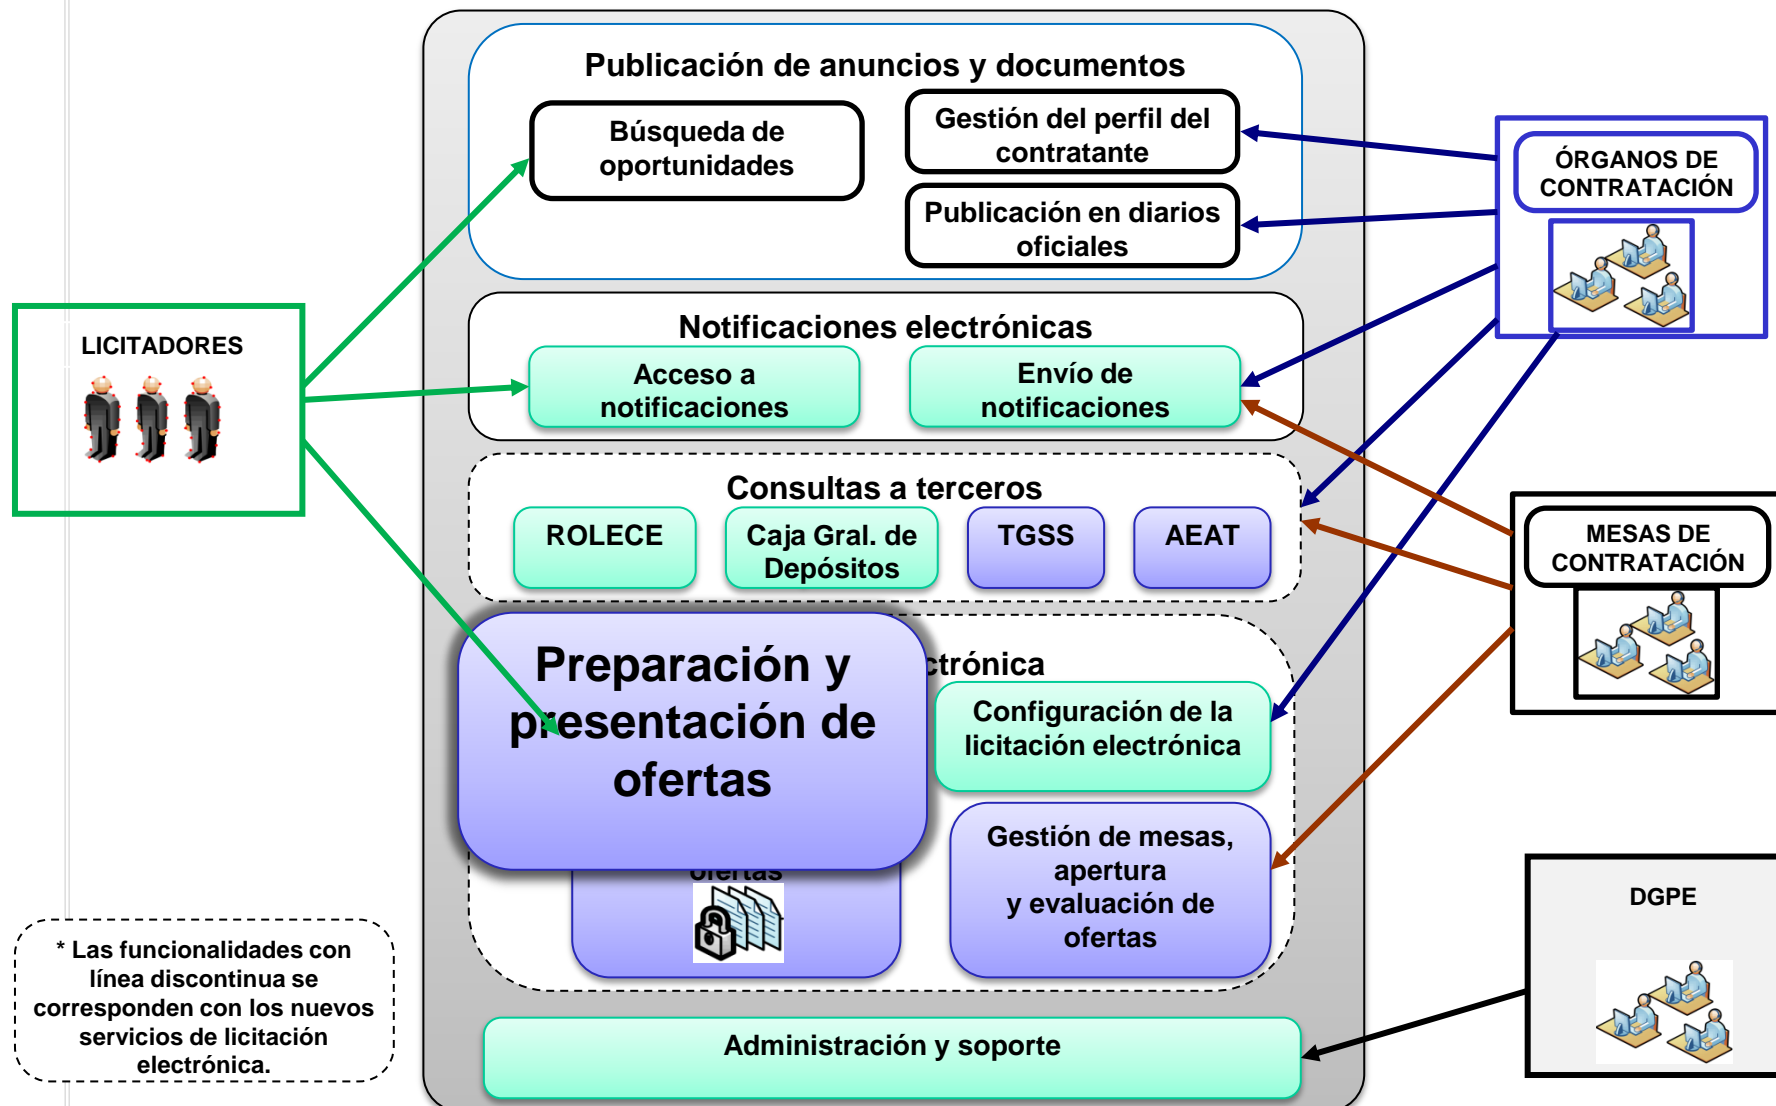 Publicación de anuncios y documentos
Búsqueda de
oportunidades
Gestión del perfil del
contratante
Publicación en diarios
oficiales
ÓRGANOS DE
CONTRATACIÓN
LICITADORES
Notificaciones electrónicas
Acceso a
notificaciones
Envío de
notificaciones
Consultas a terceros
ROLECE
Caja Gral. de
Depósitos
TGSS
AEAT
MESAS DE
CONTRATACIÓN
Preparación y
presentación de
ofertas
ctrónica
Configuración de la
licitación electrónica
ofertas
Gestión de mesas,
apertura
y evaluación de
ofertas
DGPE
* Las funcionalidades con
línea discontinua se
corresponden con los nuevos
servicios de licitación
electrónica.
Administración y soporte